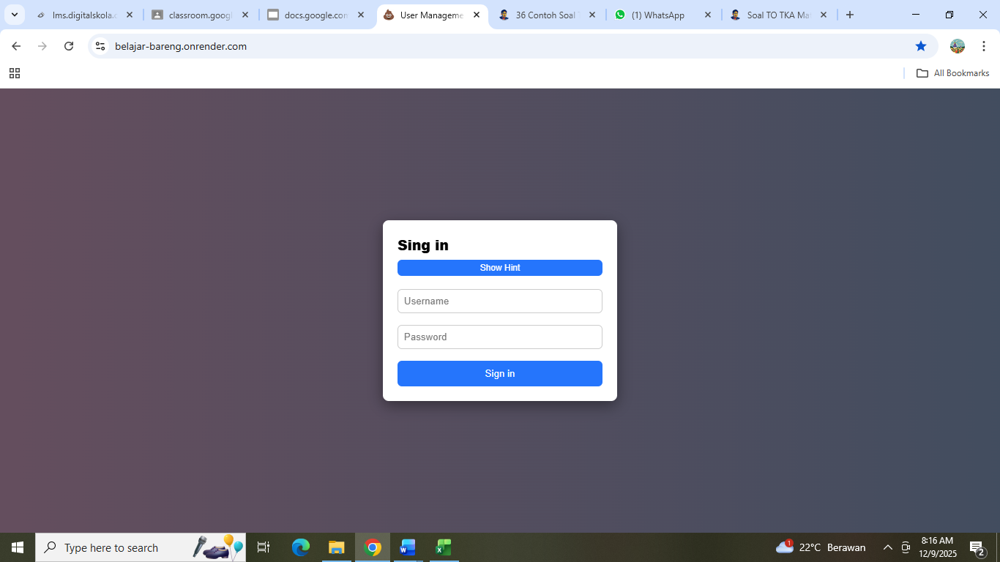 lms.digitalskola.c
classroom.googl
docs.google.com
User Manageme
36 Contoh Soal
(1) WhatsApp
Soal TO TKA Ma
belajar-bareng.onrender.com
All Bookmarks
Sing in
Show Hint
Username
Password
Sign in
Type here to search
1
22°C Berawan
8:16 AM
12/9/2025
2